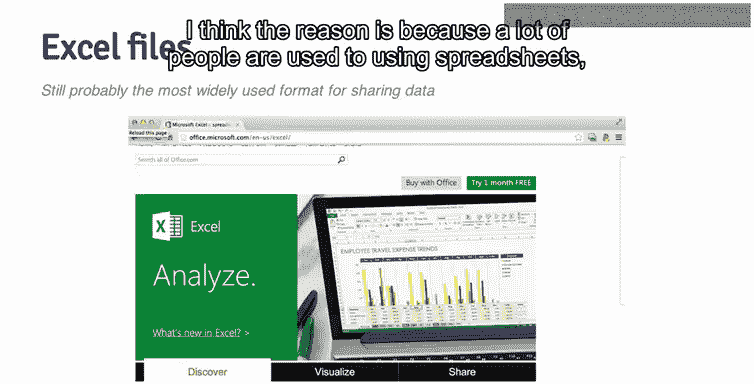 I think the reason is because a lot of
people are used to using spreadsheets,
Excel files
Still probably the most widely used format for sharing data
Microsoft Excel - spreads
Reload this page
office.microsoft.com/en-us/excel/
Search all of Office.com
Buy with Office
Try 1 month FREE
Excel
Analyze.
What's new in Excel? >
EMPLOYEE TRAVEL EXPENSE TRENDS
Discover
Visualize
Share